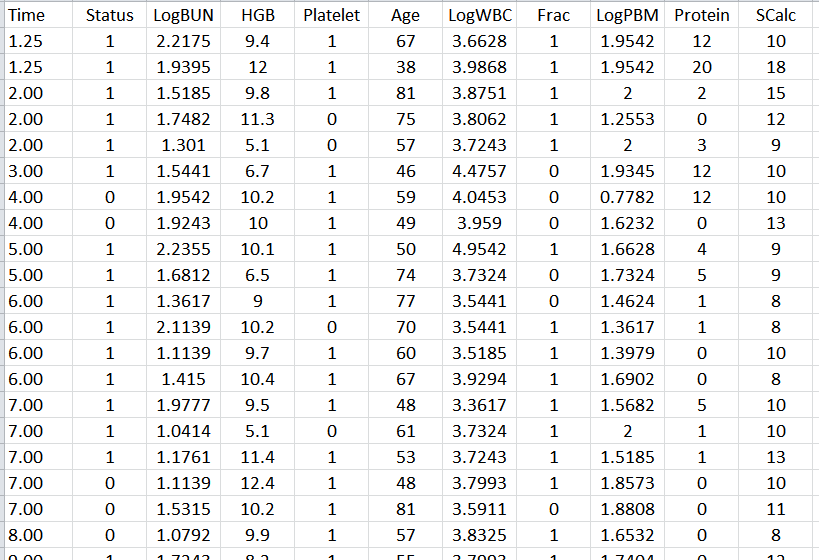 Time Status LogBUN HGB Platelet Age LogWBC Frac LogPBM Protein SCalc
1.25 1 2.2175 9.4 1 67 3.6628 1 1.9542 12 10
1.25 1 1.9395 12 1 38 3.9868 1 1.9542 20 18
2.00 1 1.5185 9.8 1 81 3.8751 1 2 2 15
2.00 1 1.7482 11.3 0 75 3.8062 1 1.2553 0 12
2.00 1 1.301 5.1 0 57 3.7243 1 2 3 9
3.00 1 1.5441 6.7 1 46 4.4757 0 1.9345 12 10
4.00 0 1.9542 10.2 1 59 4.0453 0 0.7782 12 10
4.00 0 1.9243 10 1 49 3.959 0 1.6232 0 13
5.00 1 2.2355 10.1 1 50 4.9542 1 1.6628 4 9
5.00 1 1.6812 6.5 1 74 3.7324 0 1.7324 5 9
6.00 1 1.3617 9 1 77 3.5441 0 1.4624 1 8
6.00 1 2.1139 10.2 0 70 3.5441 1 1.3617 1 8
6.00 1 1.1139 9.7 1 60 3.5185 1 1.3979 0 10
6.00 1 1.415 10.4 1 67 3.9294 1 1.6902 0 8
7.00 1 1.9777 9.5 1 48 3.3617 1 1.5682 5 10
7.00 1 1.0414 5.1 0 61 3.7324 1 2 1 10
7.00 1 1.1761 11.4 1 53 3.7243 1 1.5185 1 13
7.00 0 1.1139 12.4 1 48 3.7993 1 1.8573 0 10
7.00 0 1.5315 10.2 1 81 3.5911 0 1.8808 0 11
8.00 0 1.0792 9.9 1 57 3.8325 1 1.6532 0 8